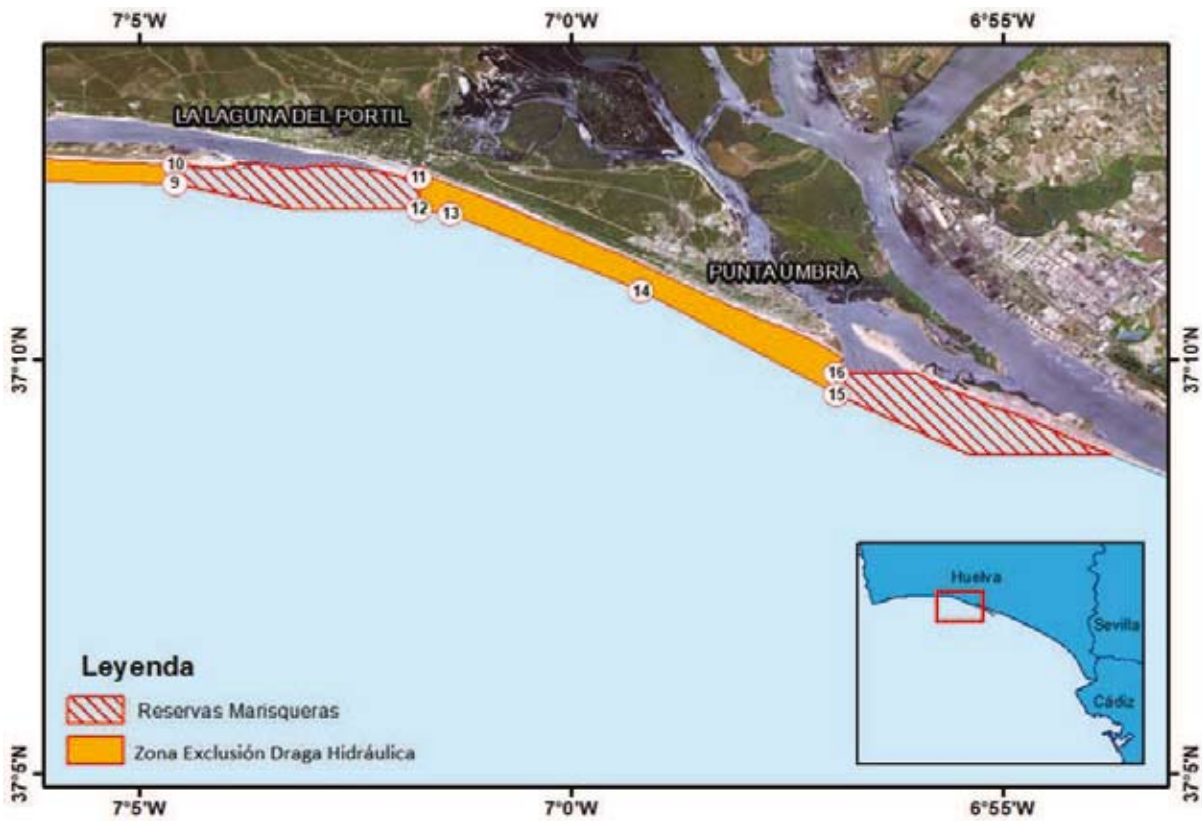 7°5'W 7°0'W 6°55'W
LA LAGUNA DEL PORTIL
10
9
11
12
13
PUNTA UMBRÍA
14
37°10'N 37°10'N
16
15
Huelva
Sevilla
Cádiz
Leyenda
Reservas Marisqueras
Zona Exclusión Draga Hidráulica
37°5'N 37°5'N
7°5'W 7°0'W 6°55'W